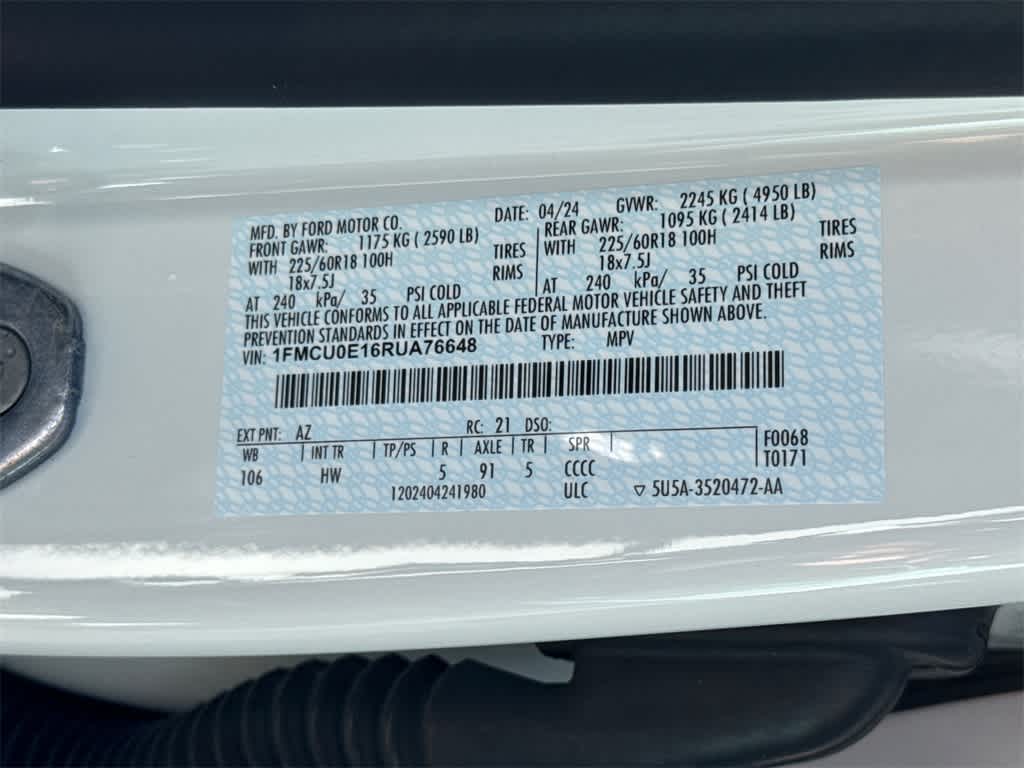 MFD. BY FORD MOTOR CO. DATE: 04/24 GVWR: 2245 KG ( 4950 LB)
FRONT GAWR: 1175 KG ( 2590 LB) REAR GAWR: 1095 KG ( 2414 LB)
WITH 225/60R18 100H TIRES WITH 225/60R18 100H TIRES
18x7.5J RIMS 18x7.5J RIMS
AT 240 kPa/ 35 PSI COLD AT 240 kPa/ 35 PSI COLD
THIS VEHICLE CONFORMS TO ALL APPLICABLE FEDERAL MOTOR VEHICLE SAFETY AND THEFT
PREVENTION STANDARDS IN EFFECT ON THE DATE OF MANUFACTURE SHOWN ABOVE.
VIN: 1FMCU0E16RUA76648 TYPE: MPV
EXT PNT: AZ RC: 21 DSO:
WB INT TR TP/PS R AXLE TR SPR F0068
106 HW 5 91 5 CCCC T0171
1202404241980 ULC ▽ 5U5A-3520472-AA